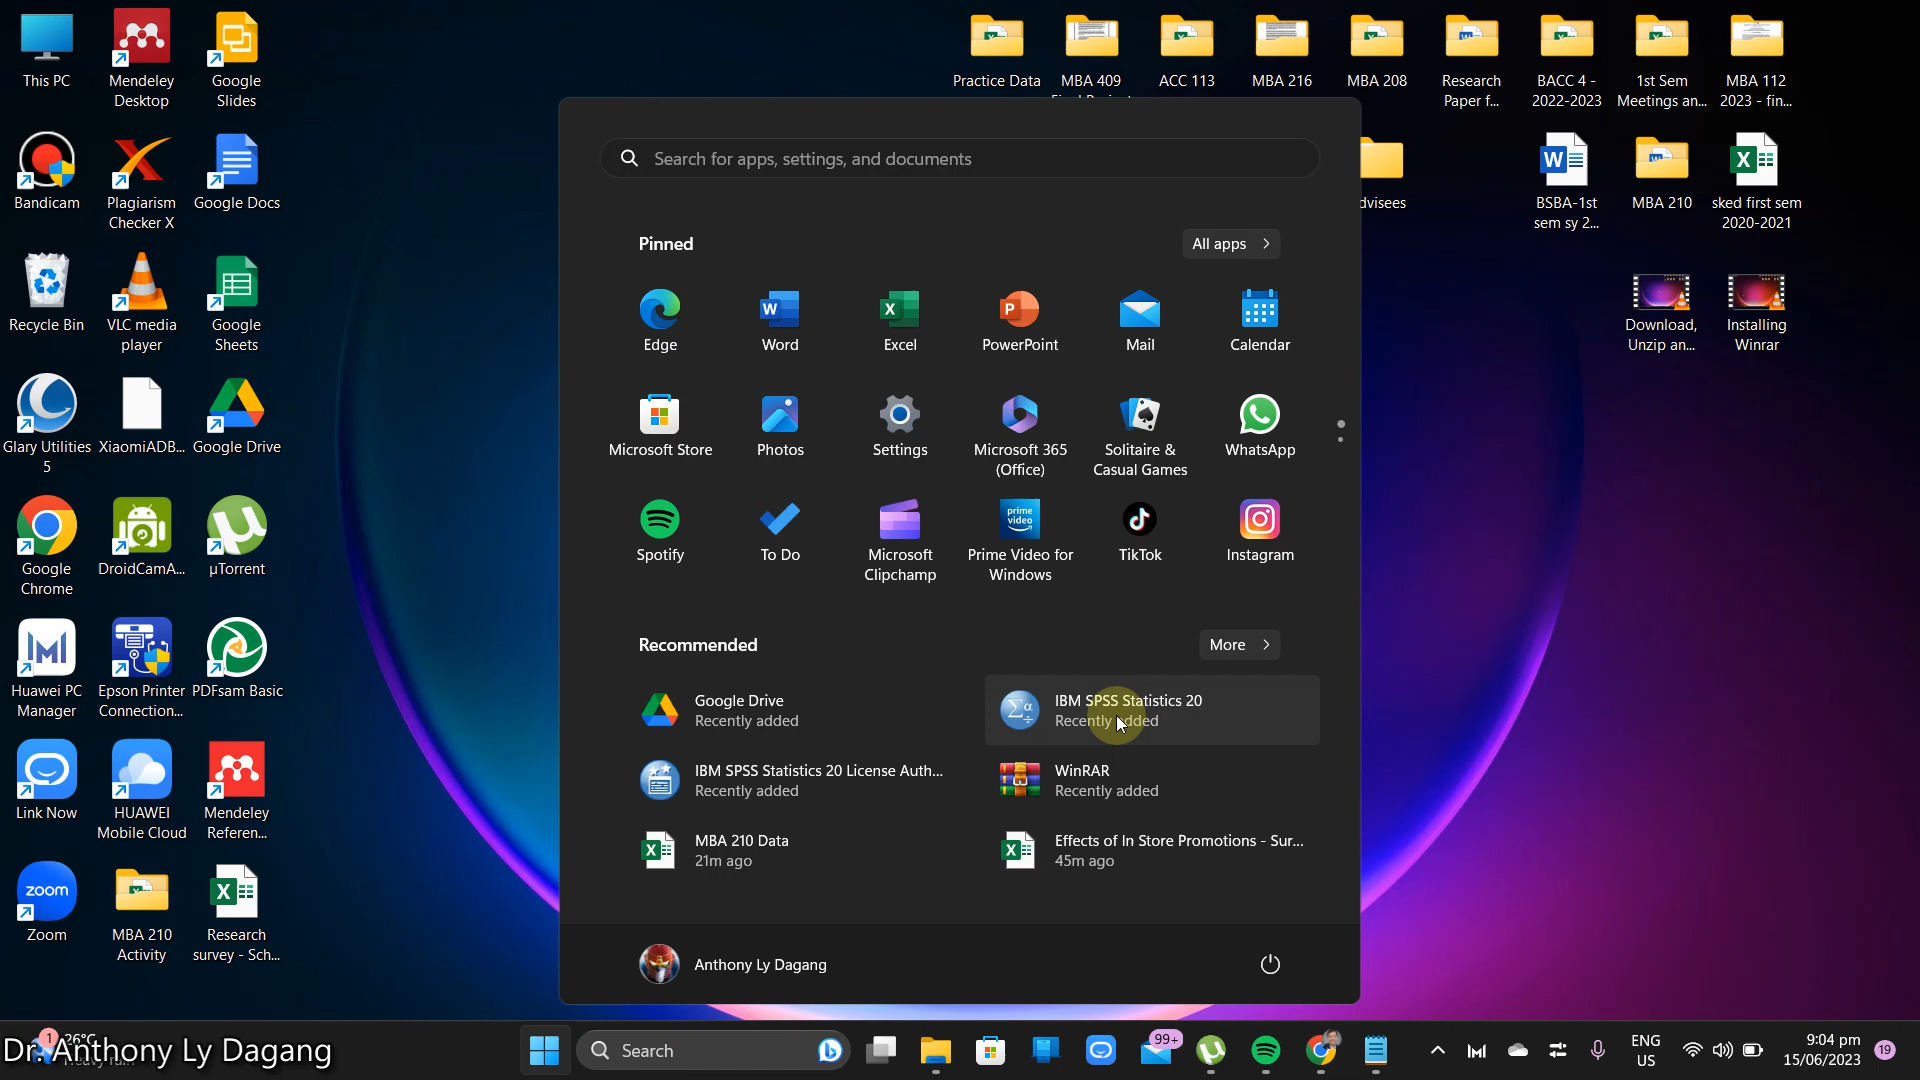 This PC
Mendeley
Desktop
Google
Slides
Practice Data
MBA 409
ACC 113
MBA 216
MBA 208
Research
Paper f...
BACC 4 -
2022-2023
1st Sem
Meetings an...
MBA 112
2023 - fin...
Bandicam
Plagiarism
Checker X
Google Docs
BSBA-1st
sem sy 2...
MBA 210
sked first sem
2020-2021
Recycle Bin
VLC media
player
Google
Sheets
Download,
Unzip an...
Installing
Winrar
Glary Utilities
5
XiaomiADB...
Google Drive
Google
Chrome
DroidCamA...
µTorrent
Huawei PC
Manager
Epson Printer
Connection...
PDFsam Basic
Link Now
HUAWEI
Mobile Cloud
Mendeley
Referen...
zoom
Zoom
MBA 210
Activity
Research
survey - Sch...
Search for apps, settings, and documents
Pinned
All apps
Edge
Word
Excel
PowerPoint
Mail
Calendar
Microsoft Store
Photos
Settings
Microsoft 365
(Office)
Solitaire &
Casual Games
WhatsApp
prime
video
Spotify
To Do
Microsoft
Clipchamp
Prime Video for
Windows
TikTok
Instagram
Recommended
More
Google Drive
Recently added
IBM SPSS Statistics 20
Recently added
IBM SPSS Statistics 20 License Auth...
Recently added
WinRAR
Recently added
MBA 210 Data
21m ago
Effects of In Store Promotions - Sur...
45m ago
Anthony Ly Dagang
1
26°C
Dr. Anthony Ly Dagang
Search
99+
ENG
US
9:04 pm
15/06/2023
19